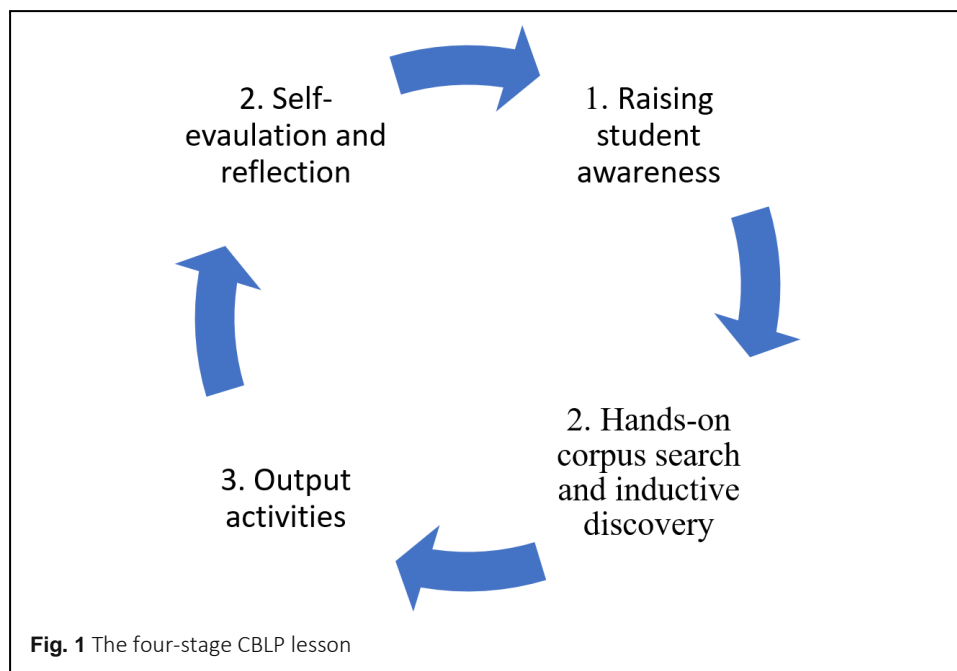 2. Self-
evaulation and
reflection
1. Raising
student
awareness
2. Hands-on
corpus search
and inductive
discovery
3. Output
activities
Fig. 1 The four-stage CBLP lesson